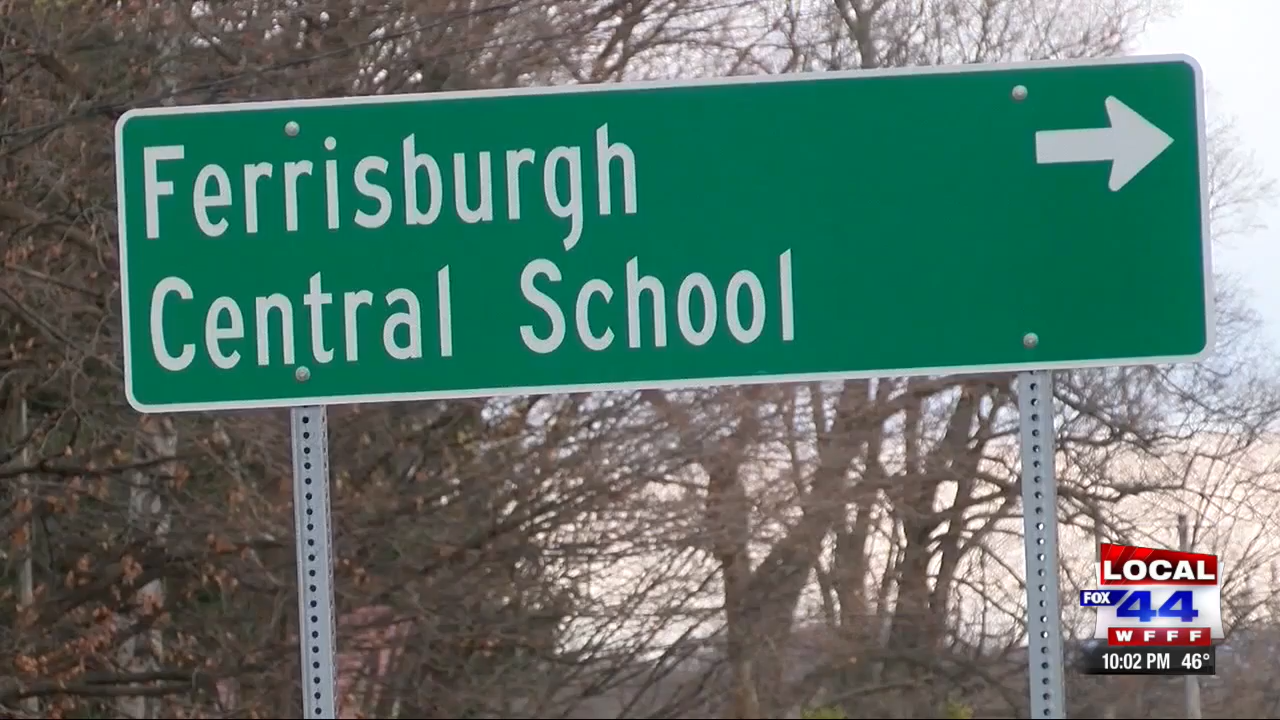 Ferrisburgh
Central School
LOCAL
FOX 44
WFFF
10:02 PM 46°